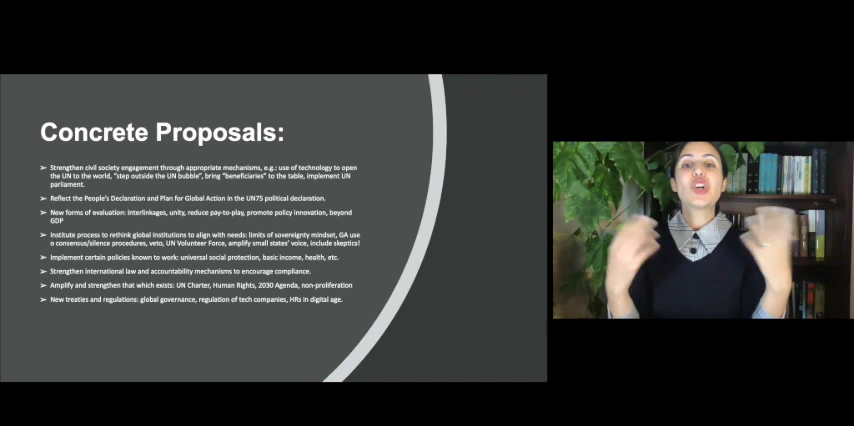 Concrete Proposals:
➢ Strengthen civil society engagement through appropriate mechanisms, e.g.: use of technology to open
the UN to the world, "step outside the UN bubble", bring "beneficiaries" to the table, implement UN
parliament.
➢ Reflect the People's Declaration and Plan for Global Action in the UN75 political declaration.
➢ New forms of evaluation: interlinkages, unity, reduce pay-to-play, promote policy innovation, beyond
GDP
➢ Institute process to rethink global institutions to align with needs: limits of sovereignty mindset, GA use
o consensus/silence procedures, veto, UN Volunteer Force, amplify small states' voice, include skeptics!
➢ Implement certain policies known to work: universal social protection, basic income, health, etc.
➢ Strengthen international law and accountability mechanisms to encourage compliance.
➢ Amplify and strengthen that which exists: UN Charter, Human Rights, 2030 Agenda, non-proliferation
➢ New treaties and regulations: global governance, regulation of tech companies, HRs in digital age.